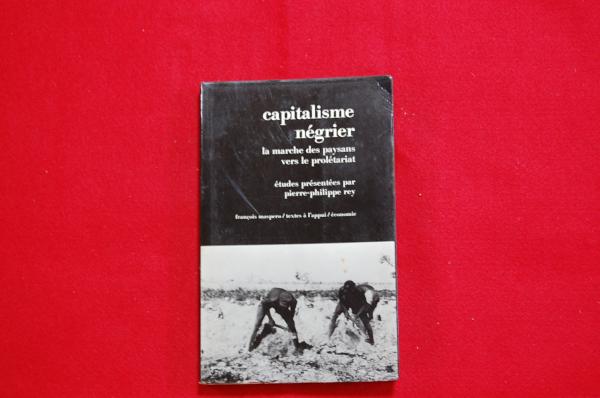 capitalisme
négrier
la marche des paysans
vers le prolétariat
études présentées par
pierre-philippe rey
françois maspero / textes à l'appui / économie